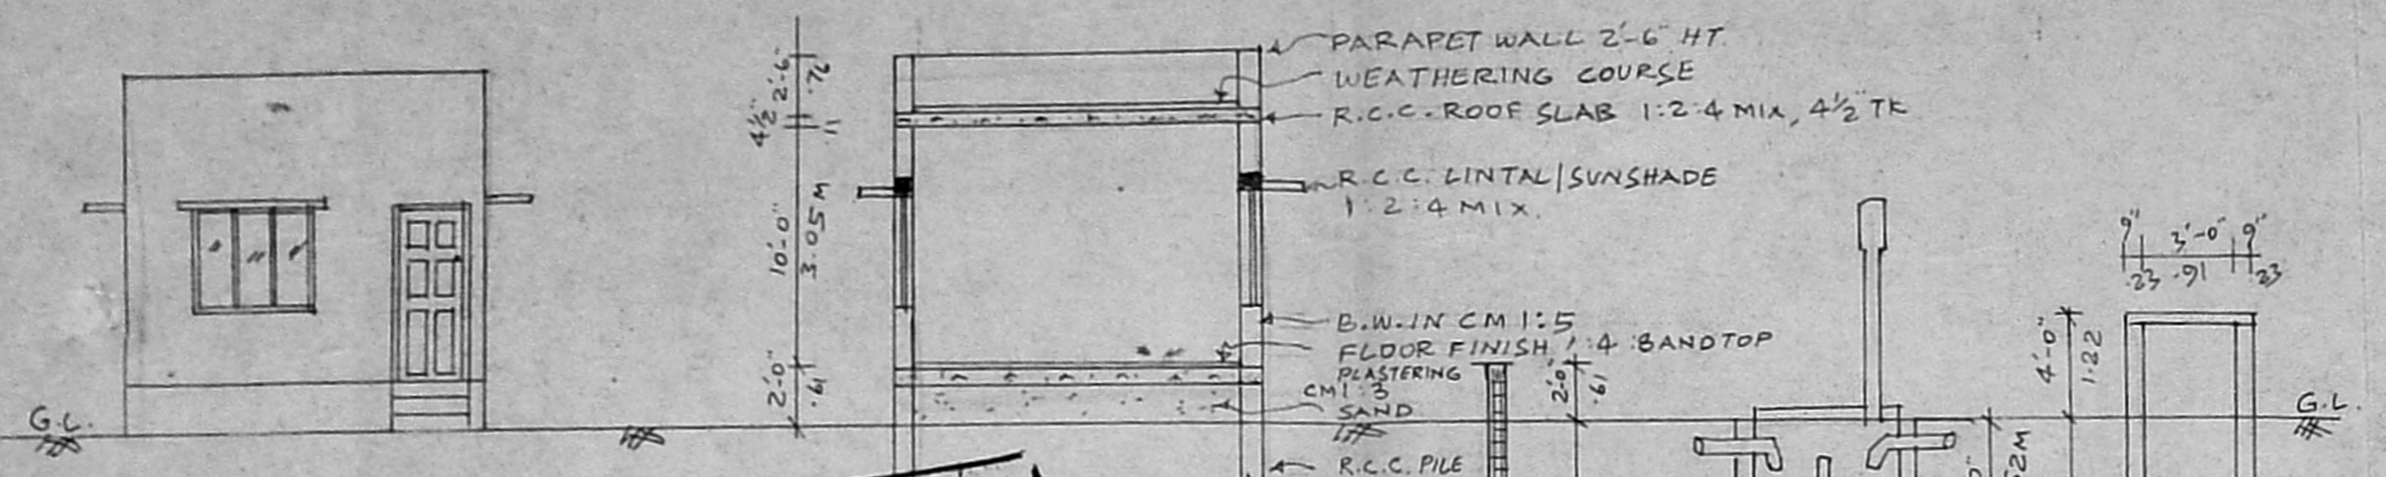 PARAPET WALL 2'-6" HT.
WEATHERING COURSE
R.C.C. ROOF SLAB 1:2:4 MIX, 4½" TK
R.C.C. LINTAL/SUNSHADE
1:2:4 MIX.
B.W. IN CM 1:5
FLOOR FINISH 1:4
PLASTERING
CM 1:3
SAND
R.C.C. PILE
2'-6"
.76
4½"
.11
10'-0"
3.05 M
2'-0"
.61
G.L.
2'-0"
.61
9" 3'-0" 9"
.23 .91 .23
4'-0"
1.22
G.L.